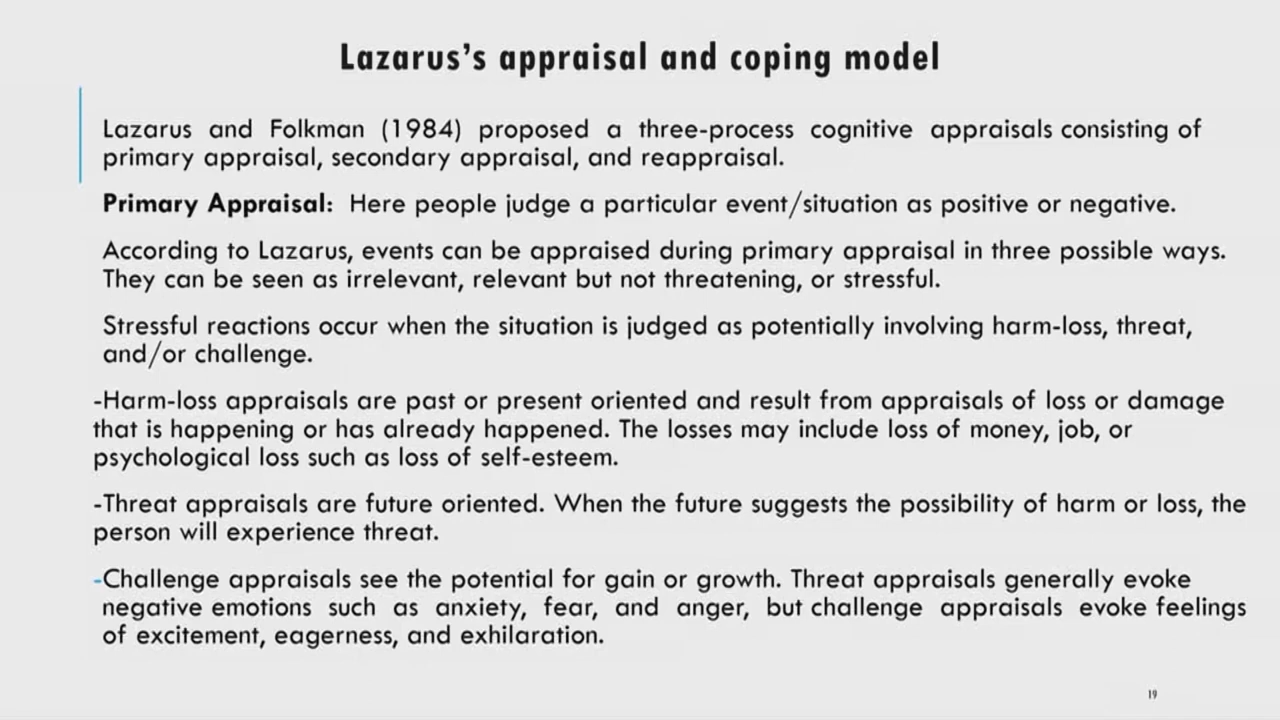 Lazarus's appraisal and coping model
Lazarus and Folkman (1984) proposed a three-process cognitive appraisals consisting of
primary appraisal, secondary appraisal, and reappraisal.
Primary Appraisal: Here people judge a particular event/situation as positive or negative.
According to Lazarus, events can be appraised during primary appraisal in three possible ways.
They can be seen as irrelevant, relevant but not threatening, or stressful.
Stressful reactions occur when the situation is judged as potentially involving harm-loss, threat,
and/or challenge.
-Harm-loss appraisals are past or present oriented and result from appraisals of loss or damage
that is happening or has already happened. The losses may include loss of money, job, or
psychological loss such as loss of self-esteem.
-Threat appraisals are future oriented. When the future suggests the possibility of harm or loss, the
person will experience threat.
-Challenge appraisals see the potential for gain or growth. Threat appraisals generally evoke
negative emotions such as anxiety, fear, and anger, but challenge appraisals evoke feelings
of excitement, eagerness, and exhilaration.
19